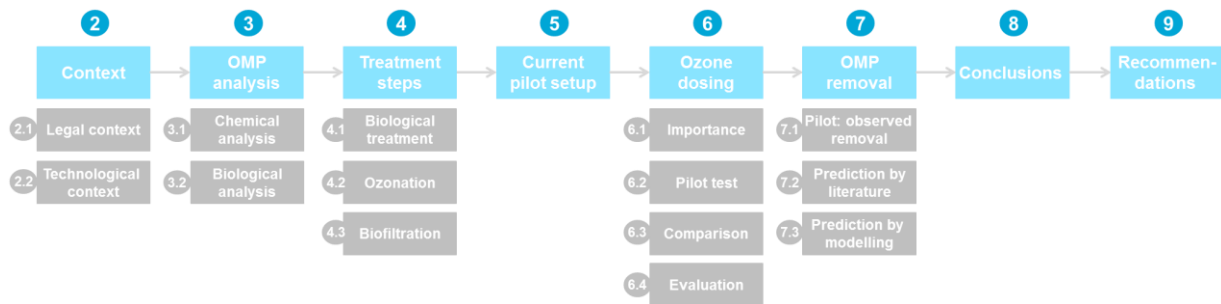 2
Context
2.1
Legal context
2.2
Technological
context
3
OMP
analysis
3.1
Chemical
analysis
3.2
Biological
analysis
4
Treatment
steps
4.1
Biological
treatment
4.2
Ozonation
4.3
Biofiltration
5
Current
pilot setup
6
Ozone
dosing
6.1
Importance
6.2
Pilot test
6.3
Comparison
6.4
Evaluation
7
OMP
removal
7.1
Pilot: observed
removal
7.2
Prediction by
literature
7.3
Prediction by
modelling
8
Conclusions
9
Recommen-
dations